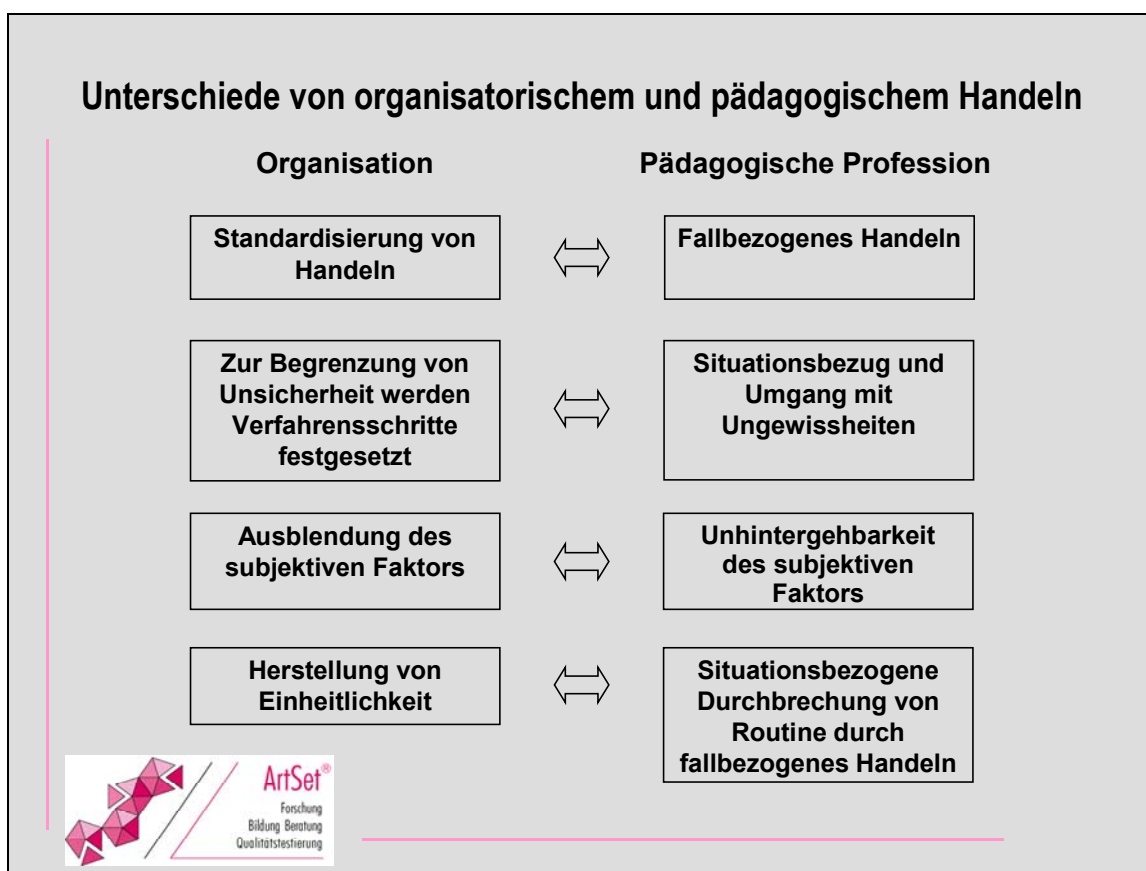 Unterschiede von organisatorischem und pädagogischem Handeln
Organisation
Pädagogische Profession
Standardisierung von
Handeln
Fallbezogenes Handeln
Zur Begrenzung von
Unsicherheit werden
Verfahrensschritte
festgesetzt
Situationsbezug und
Umgang mit
Ungewissheiten
Ausblendung des
subjektiven Faktors
Unhintergehbarkeit
des subjektiven
Faktors
Herstellung von
Einheitlichkeit
Situationsbezogene
Durchbrechung von
Routine durch
fallbezogenes Handeln
ArtSet®
Forschung
Bildung Beratung
Qualitätstestierung